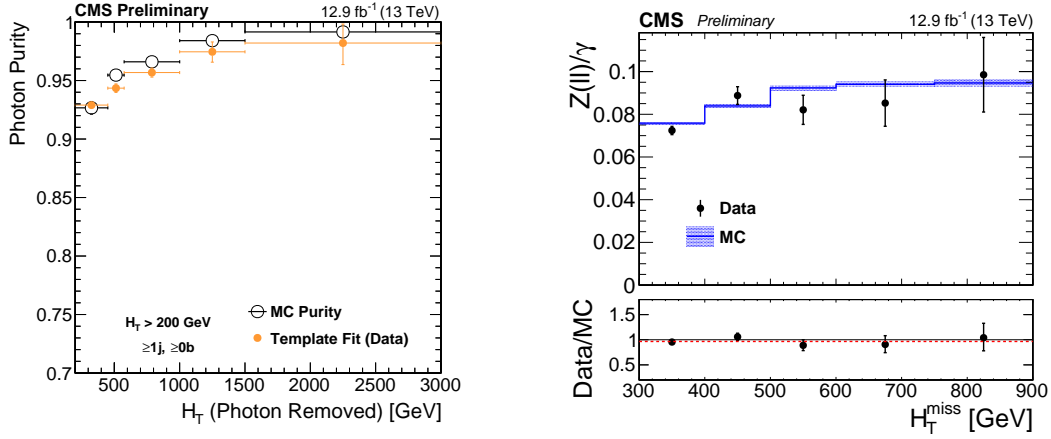 CMS Preliminary 12.9 fb⁻¹ (13 TeV)
Photon Purity
1
0.95
0.9
0.85
0.8
0.75
0.7
H_T > 200 GeV
≥1j, ≥0b
MC Purity
Template Fit (Data)
500 1000 1500 2000 2500 3000
H_T (Photon Removed) [GeV]
CMS Preliminary 12.9 fb⁻¹ (13 TeV)
Z(ll)/γ
0.1
0.08
0.06
0.04
0.02
0
Data
MC
Data/MC
1.5
1
0.5
300 400 500 600 700 800 900
H_T^miss [GeV]